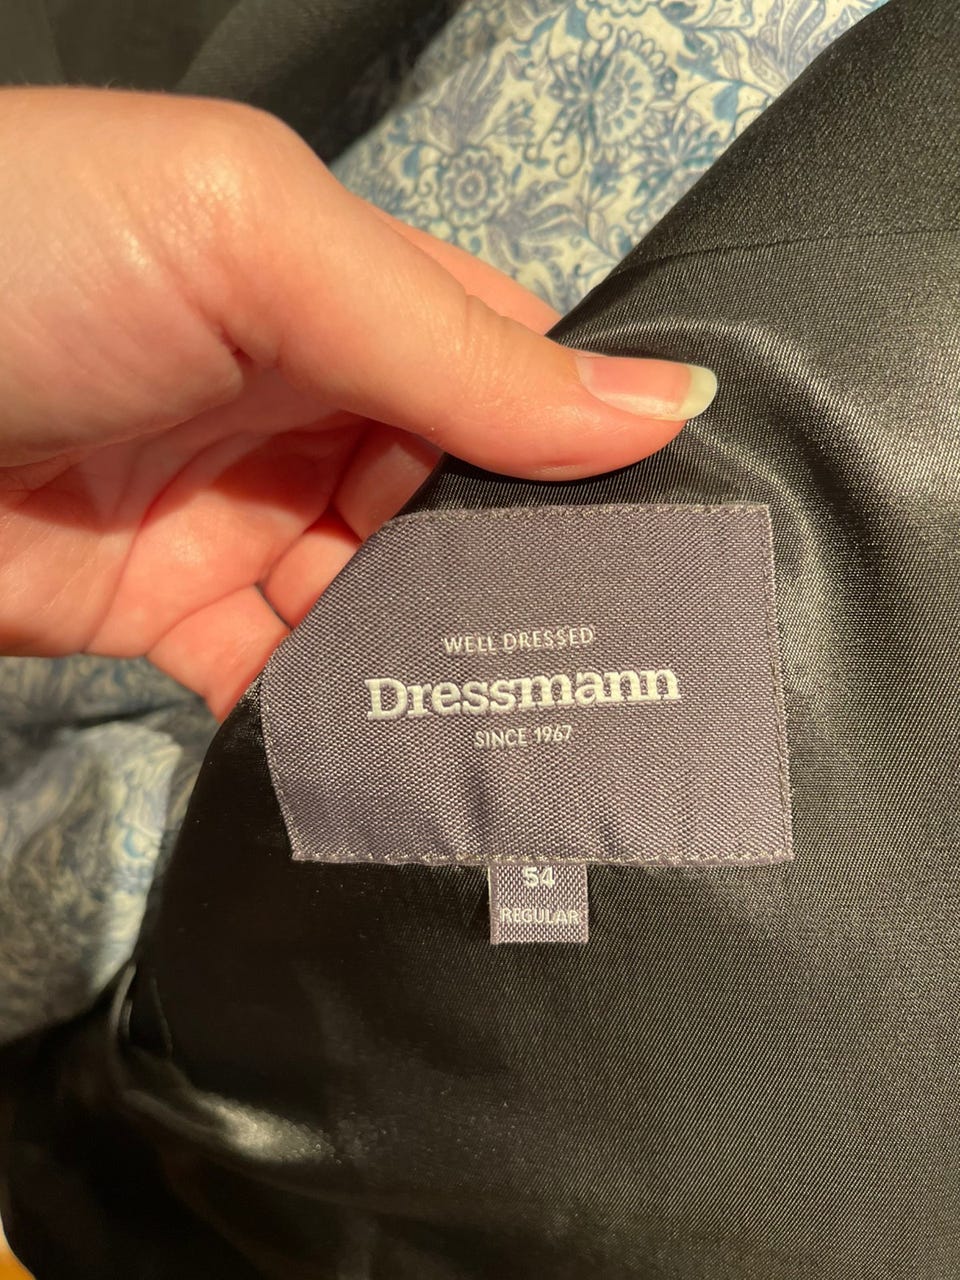 WELL DRESSED
Dressmann
SINCE 1967
54
REGULAR